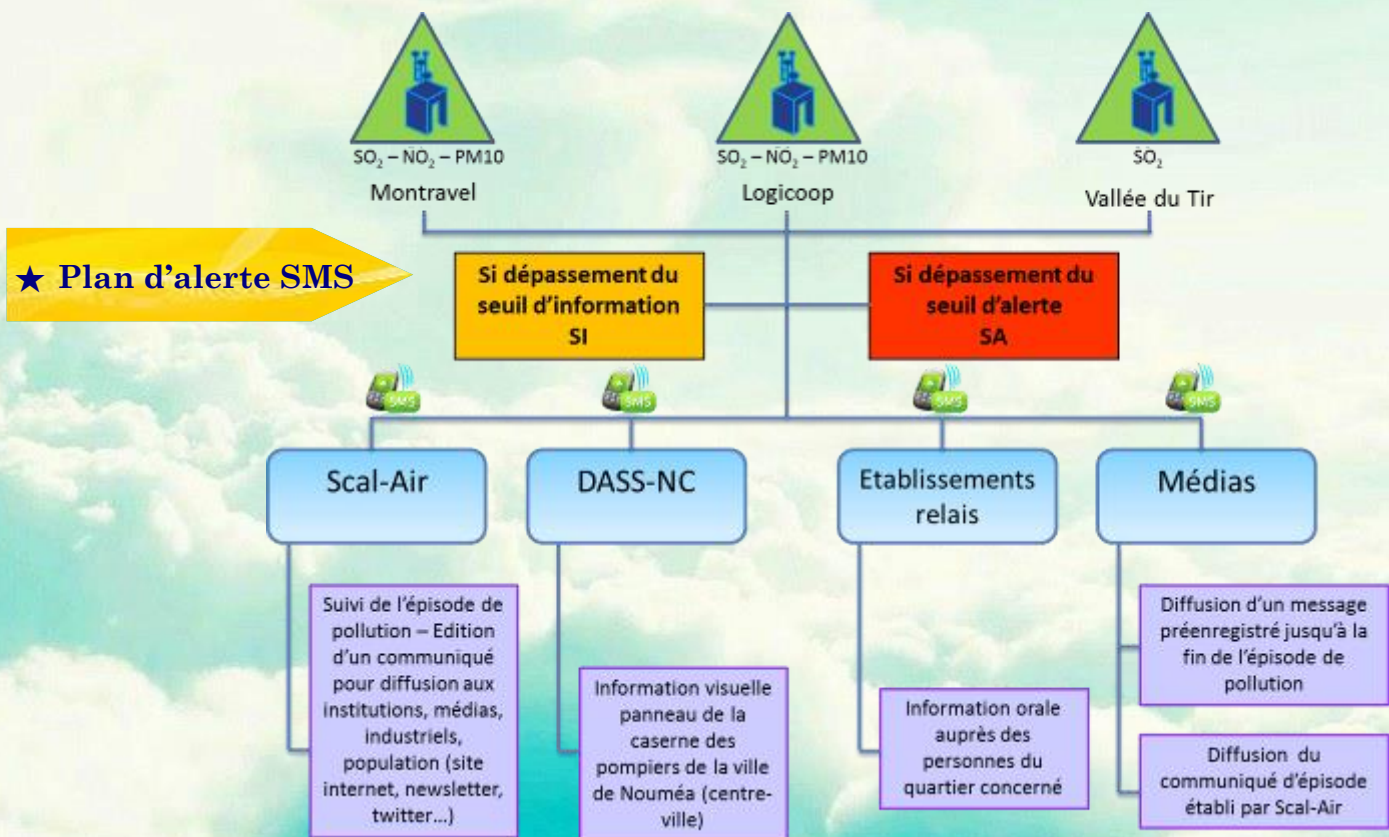 SO₂ – NO₂ – PM10
Montravel
SO₂ – NO₂ – PM10
Logicoop
SO₂
Vallée du Tir
★ Plan d'alerte SMS
Si dépassement du
seuil d'information
SI
Si dépassement du
seuil d'alerte
SA
SMS
SMS
SMS
SMS
Scal-Air
DASS-NC
Etablissements
relais
Médias
Suivi de l'épisode de
pollution – Edition
d'un communiqué
pour diffusion aux
institutions, médias,
industriels,
population (site
internet, newsletter,
twitter...)
Information visuelle
panneau de la
caserne des
pompiers de la ville
de Nouméa (centre-
ville)
Information orale
auprès des
personnes du
quartier concerné
Diffusion d'un message
préenregistré jusqu'à la
fin de l'épisode de
pollution
Diffusion du
communiqué d'épisode
établi par Scal-Air